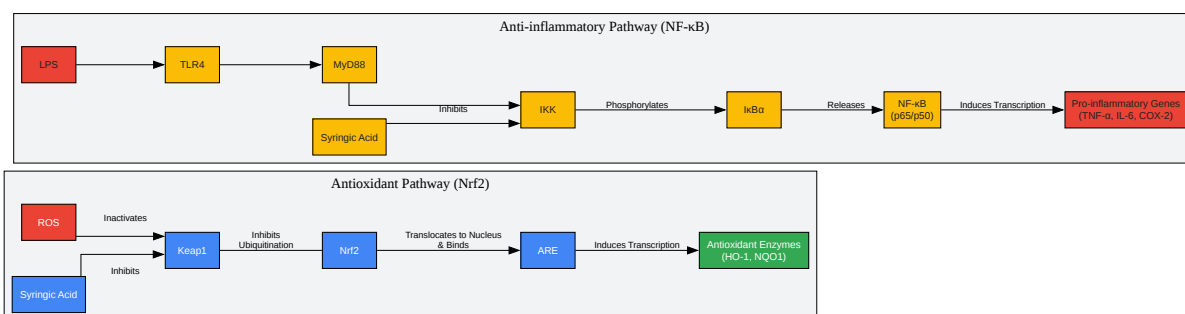 Anti-inflammatory Pathway (NF-κB)
LPS
TLR4
MyD88
Inhibits
Syringic Acid
IKK
Phosphorylates
IκBα
Releases
NF-κB
(p65/p50)
Induces Transcription
Pro-inflammatory Genes
(TNF-α, IL-6, COX-2)
Antioxidant Pathway (Nrf2)
ROS
Inactivates
Syringic Acid
Inhibits
Keap1
Inhibits
Ubiquitination
Nrf2
Translocates to Nucleus
& Binds
ARE
Induces Transcription
Antioxidant Enzymes
(HO-1, NQO1)